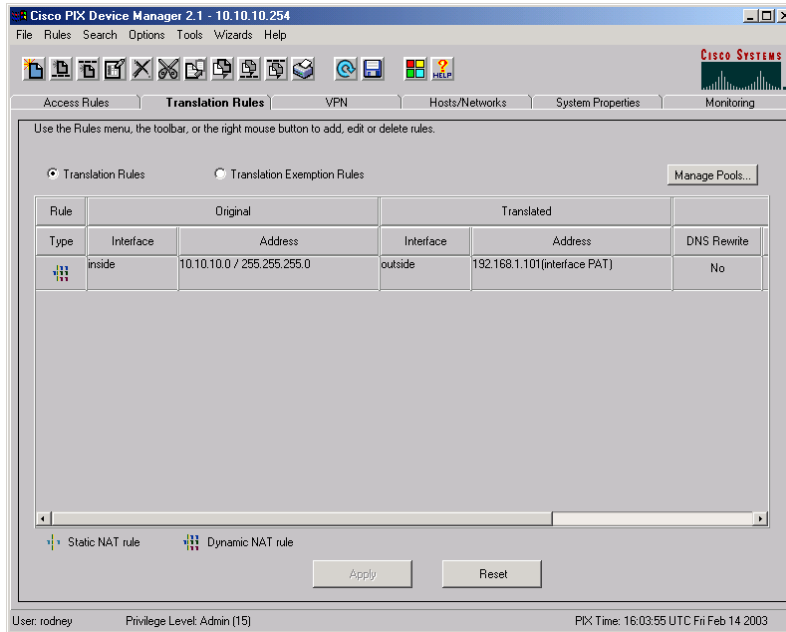 Cisco PIX Device Manager 2.1 - 10.10.10.254
File Rules Search Options Tools Wizards Help
HELP
CISCO SYSTEMS
Access Rules Translation Rules VPN Hosts/Networks System Properties Monitoring
Use the Rules menu, the toolbar, or the right mouse button to add, edit or delete rules.
Translation Rules Translation Exemption Rules Manage Pools...
Rule Original Translated
Type Interface Address Interface Address DNS Rewrite
inside 10.10.10.0 / 255.255.255.0 outside 192.168.1.101(interface PAT) No
Static NAT rule Dynamic NAT rule
Apply Reset
User: rodney Privilege Level: Admin (15) PIX Time: 16:03:55 UTC Fri Feb 14 2003